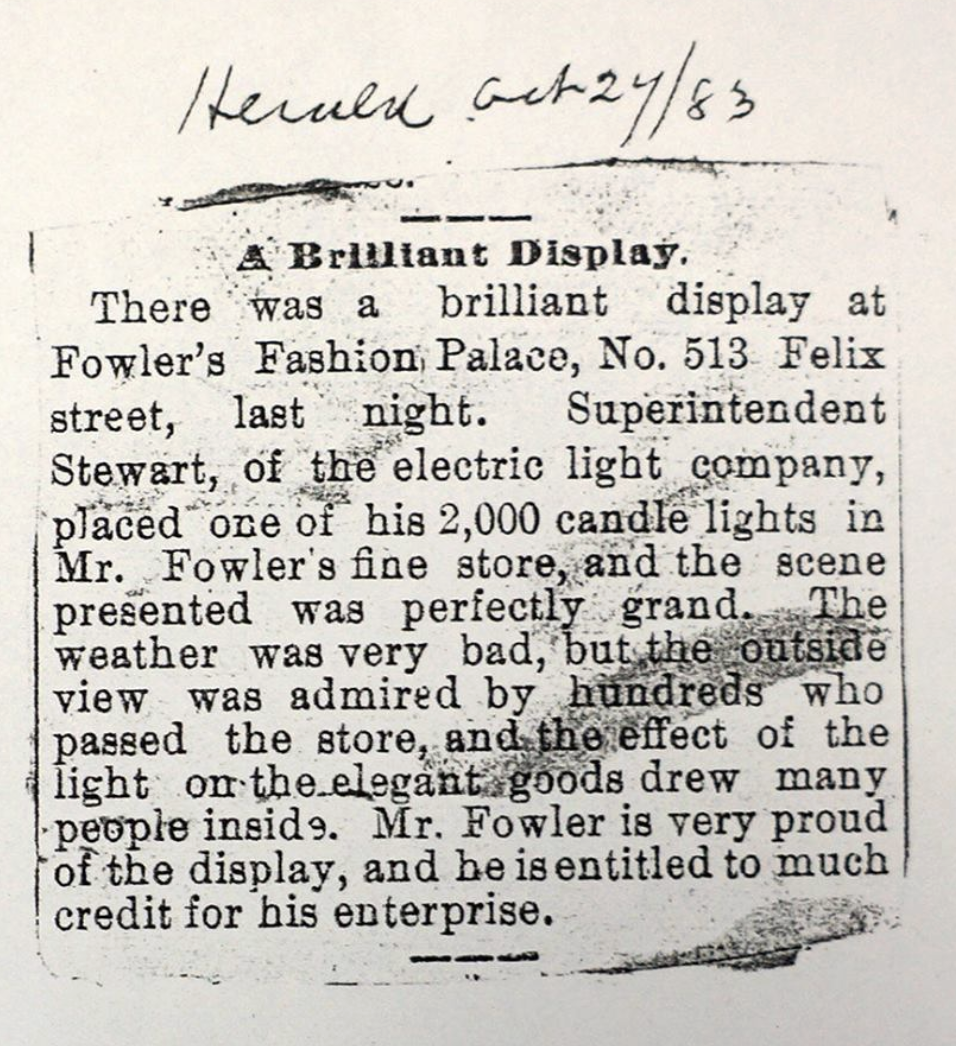 Herald Oct 24/83
A Brilliant Display.
There was a brilliant display at
Fowler's Fashion Palace, No. 513 Felix
street, last night. Superintendent
Stewart, of the electric light company,
placed one of his 2,000 candle lights in
Mr. Fowler's fine store, and the scene
presented was perfectly grand. The
weather was very bad, but the outside
view was admired by hundreds who
passed the store, and the effect of the
light on the elegant goods drew many
people inside. Mr. Fowler is very proud
of the display, and he is entitled to much
credit for his enterprise.